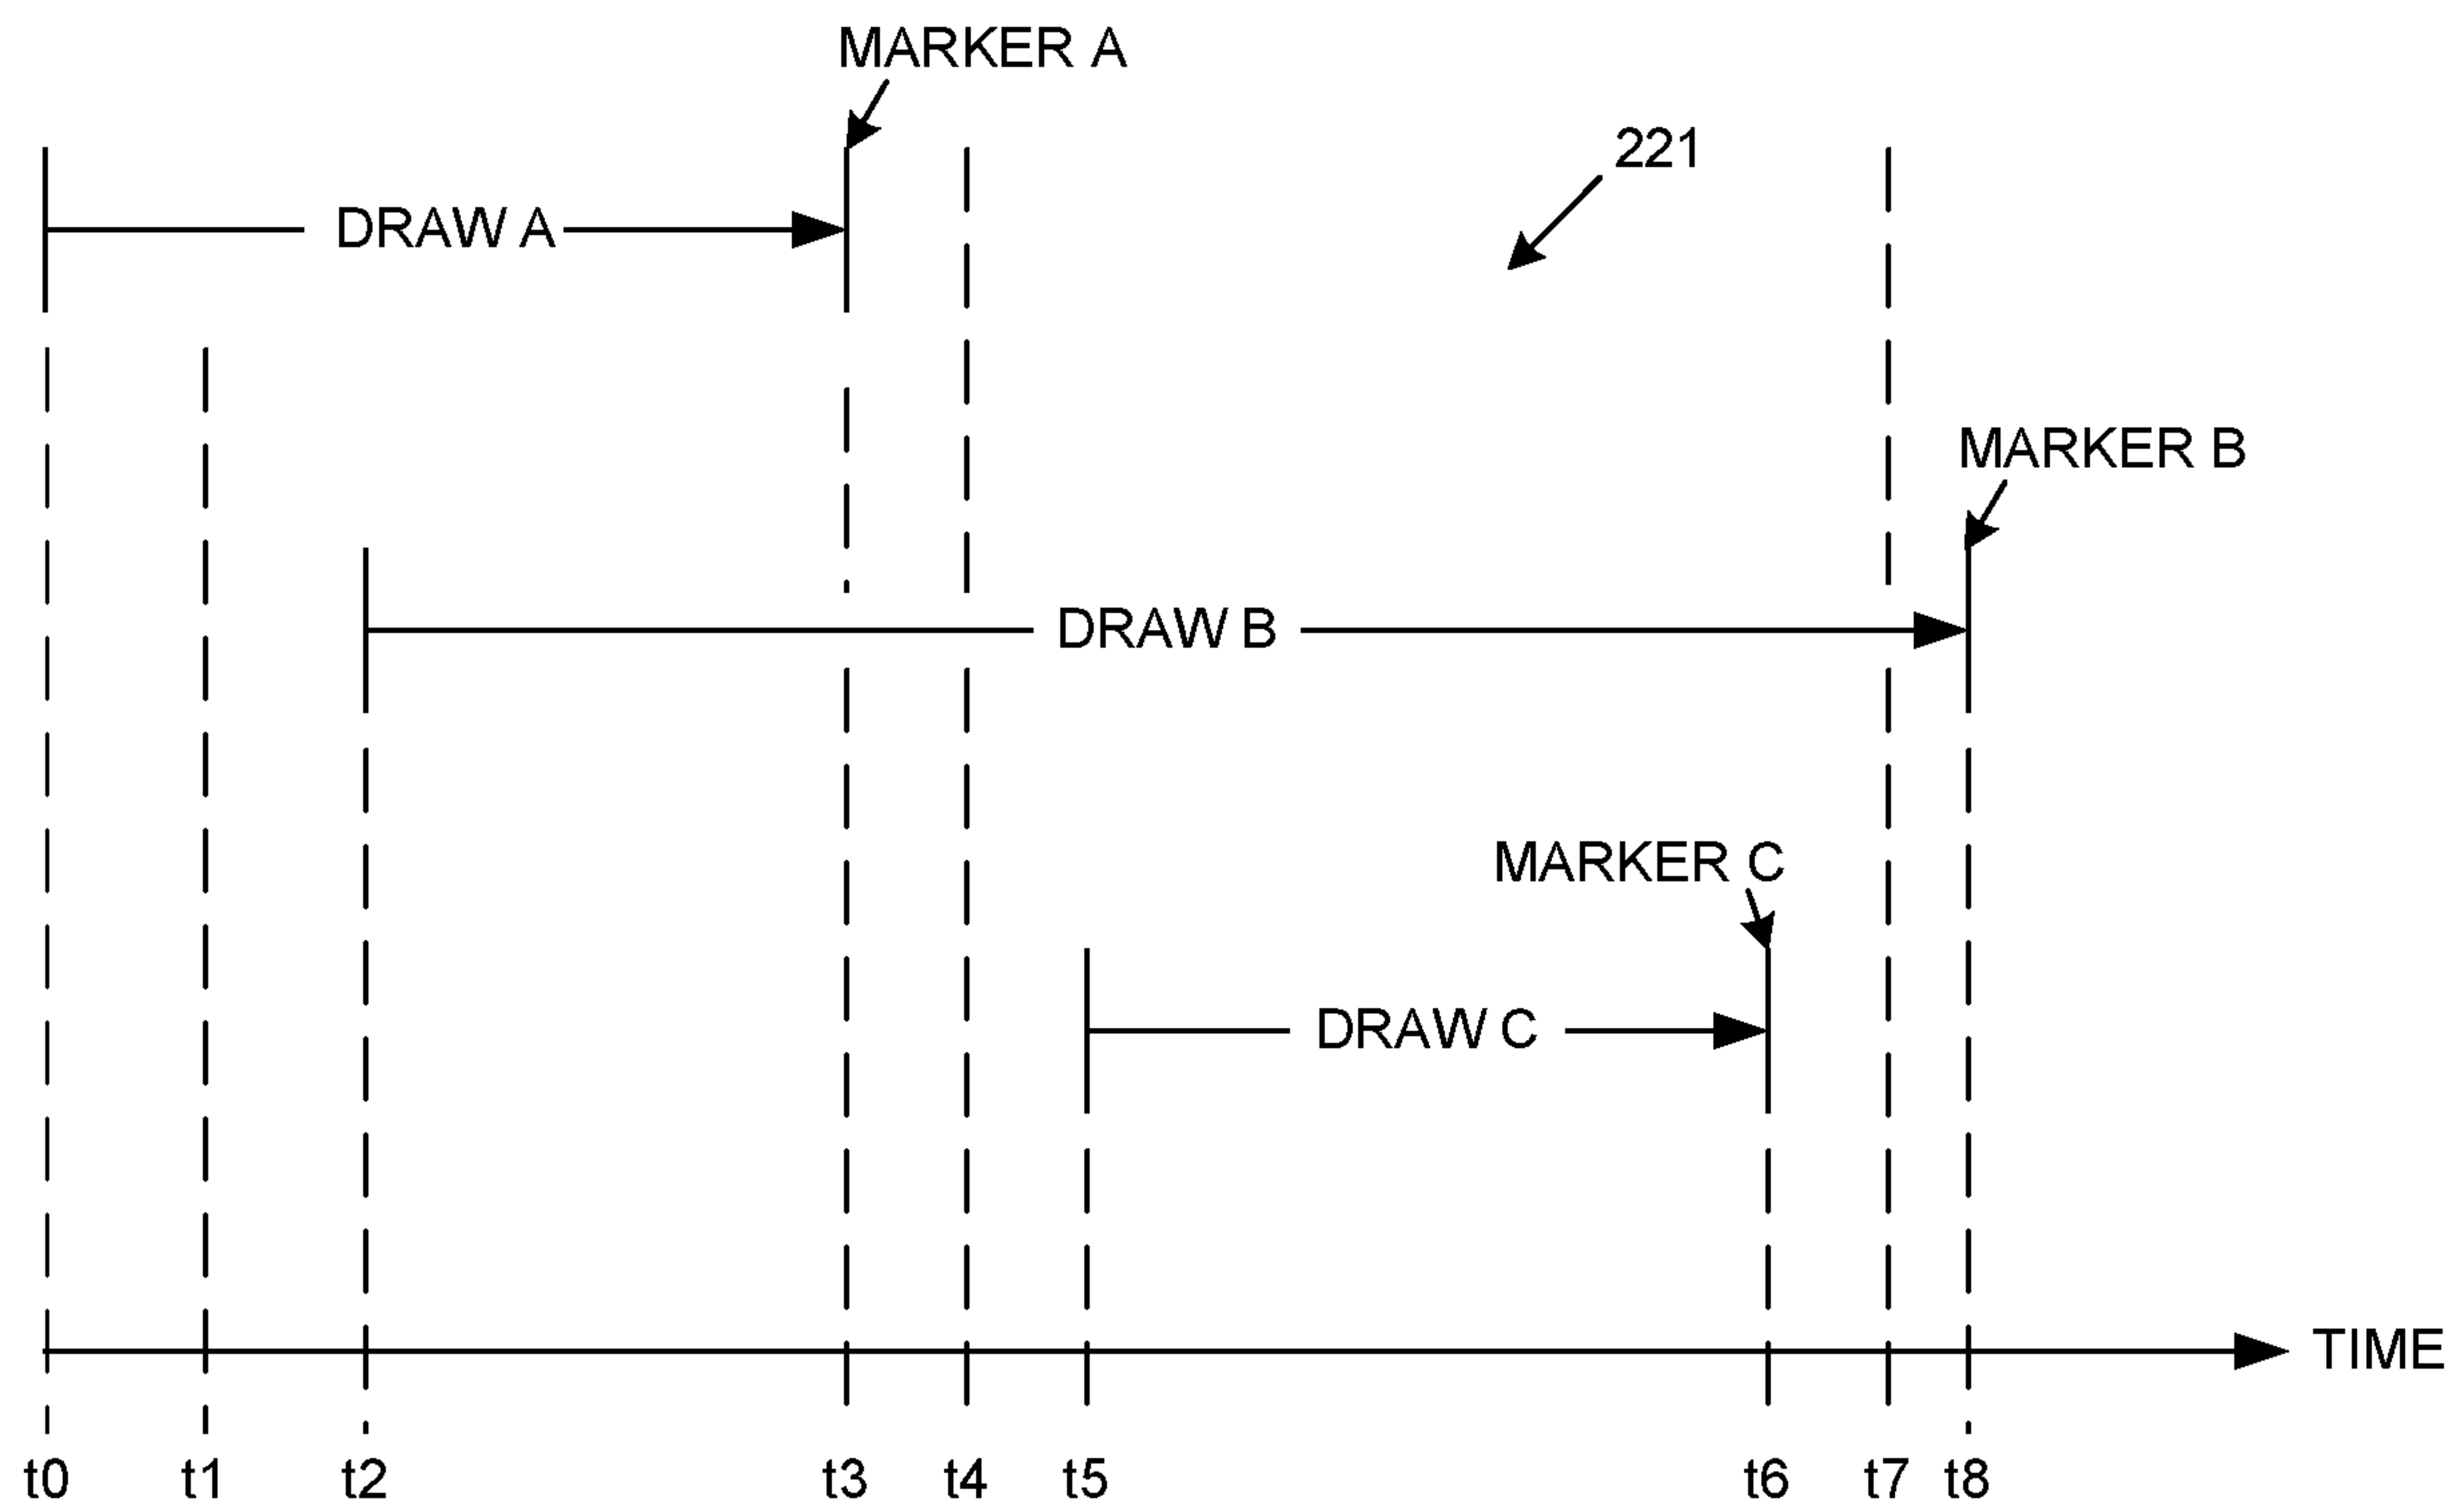 MARKER A
221
DRAW A
MARKER B
DRAW B
MARKER C
DRAW C
TIME
t0 t1 t2 t3 t4 t5 t6 t7 t8